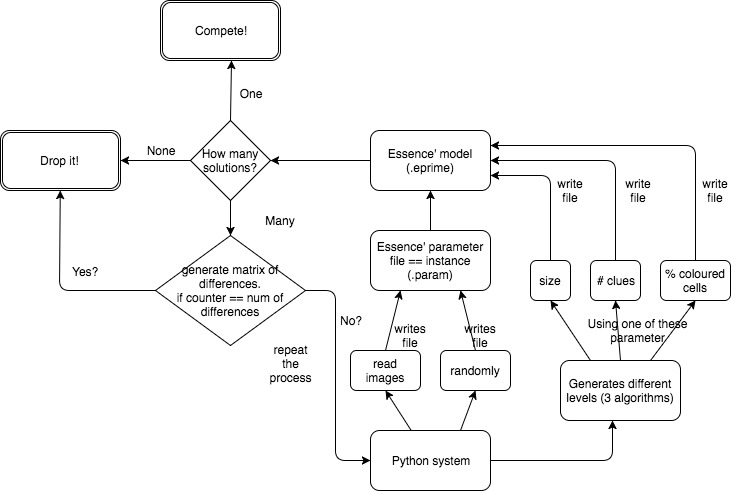 Compete!
One
None
How many
solutions?
Drop it!
Essence' model
(.eprime)
write
file
write
file
write
file
Many
Essence' parameter
file == instance
(.param)
Yes?
generate matrix of
differences.
if counter == num of
differences
size
# clues
% coloured
cells
No?
writes
file
writes
file
Using one of these
parameter
repeat
the
process
read
images
randomly
Generates different
levels (3 algorithms)
Python system